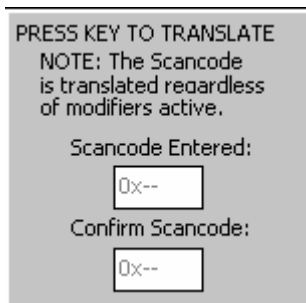 PRESS KEY TO TRANSLATE
NOTE: The Scancode
is translated regardless
of modifiers active.
Scancode Entered:
0x--
Confirm Scancode:
0x--